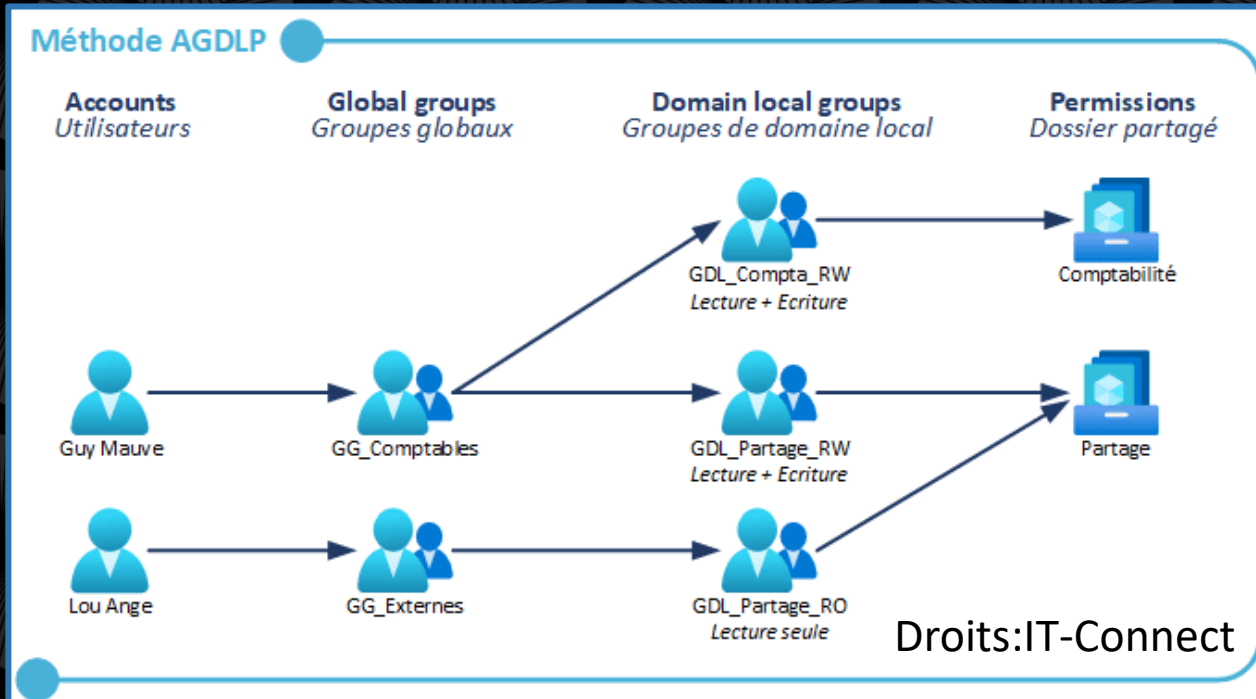 Méthode AGDLP
Accounts
Utilisateurs
Global groups
Groupes globaux
Domain local groups
Groupes de domaine local
Permissions
Dossier partagé
GDL_Compta_RW
Lecture + Ecriture
Comptabilité
Guy Mauve
GG_Comptables
GDL_Partage_RW
Lecture + Ecriture
Partage
Lou Ange
GG_Externes
GDL_Partage_RO
Lecture seule
Droits:IT-Connect